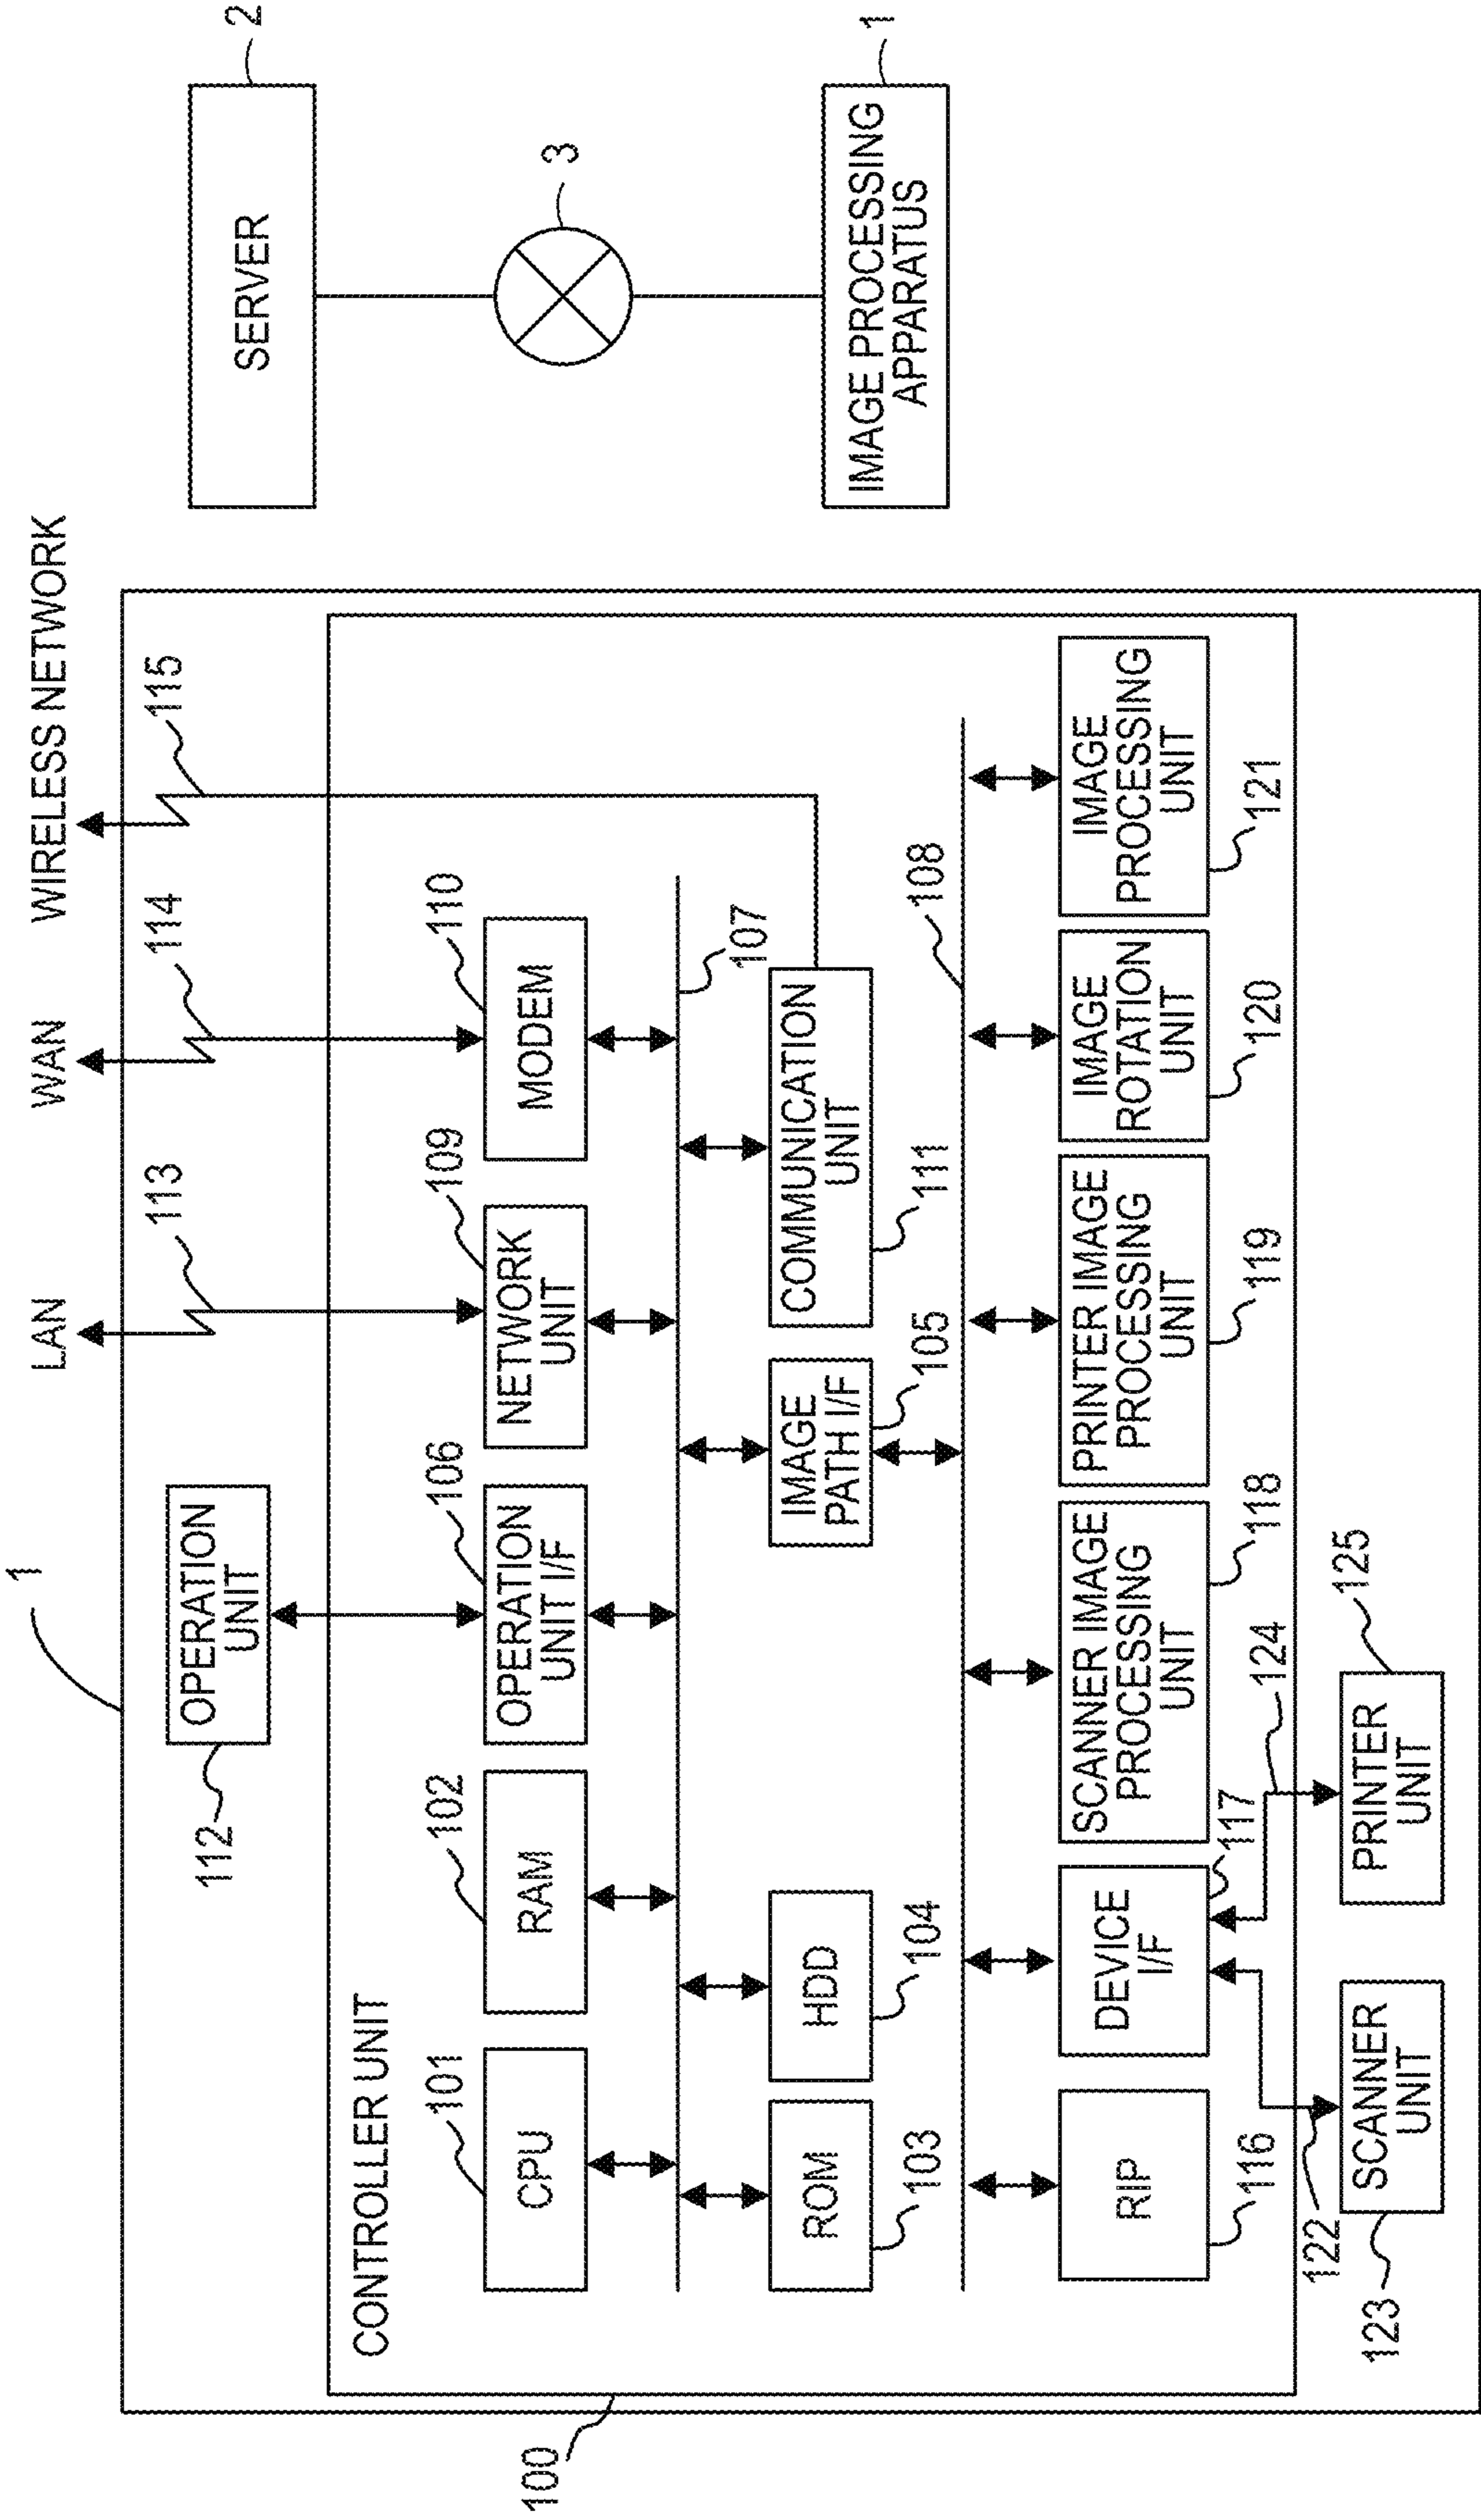 WIRELESS NETWORK
WAN
LAN
115
114
113
1
OPERATION
UNIT
112
CONTROLLER UNIT
100
CPU
101
RAM
102
OPERATION
UNIT I/F
106
NETWORK
UNIT
109
MODEM
110
107
ROM
103
HDD
104
IMAGE
PATH I/F
105
COMMUNICATION
UNIT
111
108
RIP
116
DEVICE
I/F
117
SCANNER IMAGE
PROCESSING
UNIT
118
PRINTER IMAGE
PROCESSING
UNIT
119
IMAGE
ROTATION
UNIT
120
IMAGE
PROCESSING
UNIT
121
122
124
SCANNER
UNIT
123
PRINTER
UNIT
125
SERVER
2
3
IMAGE PROCESSING
APPARATUS
1